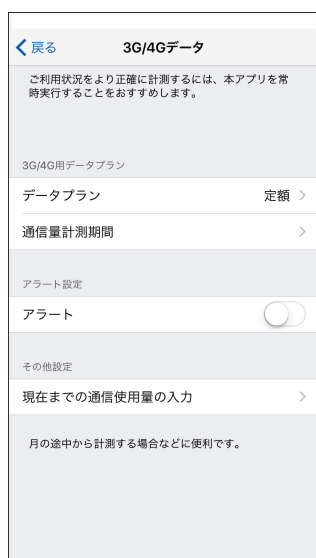 戻る 3G/4Gデータ
ご利用状況をより正確に計測するには、本アプリを常
時実行することをおすすめします。
3G/4G用データプラン
データプラン 定額
通信量計測期間
アラート設定
アラート
その他設定
現在までの通信使用量の入力
月の途中から計測する場合などに便利です。